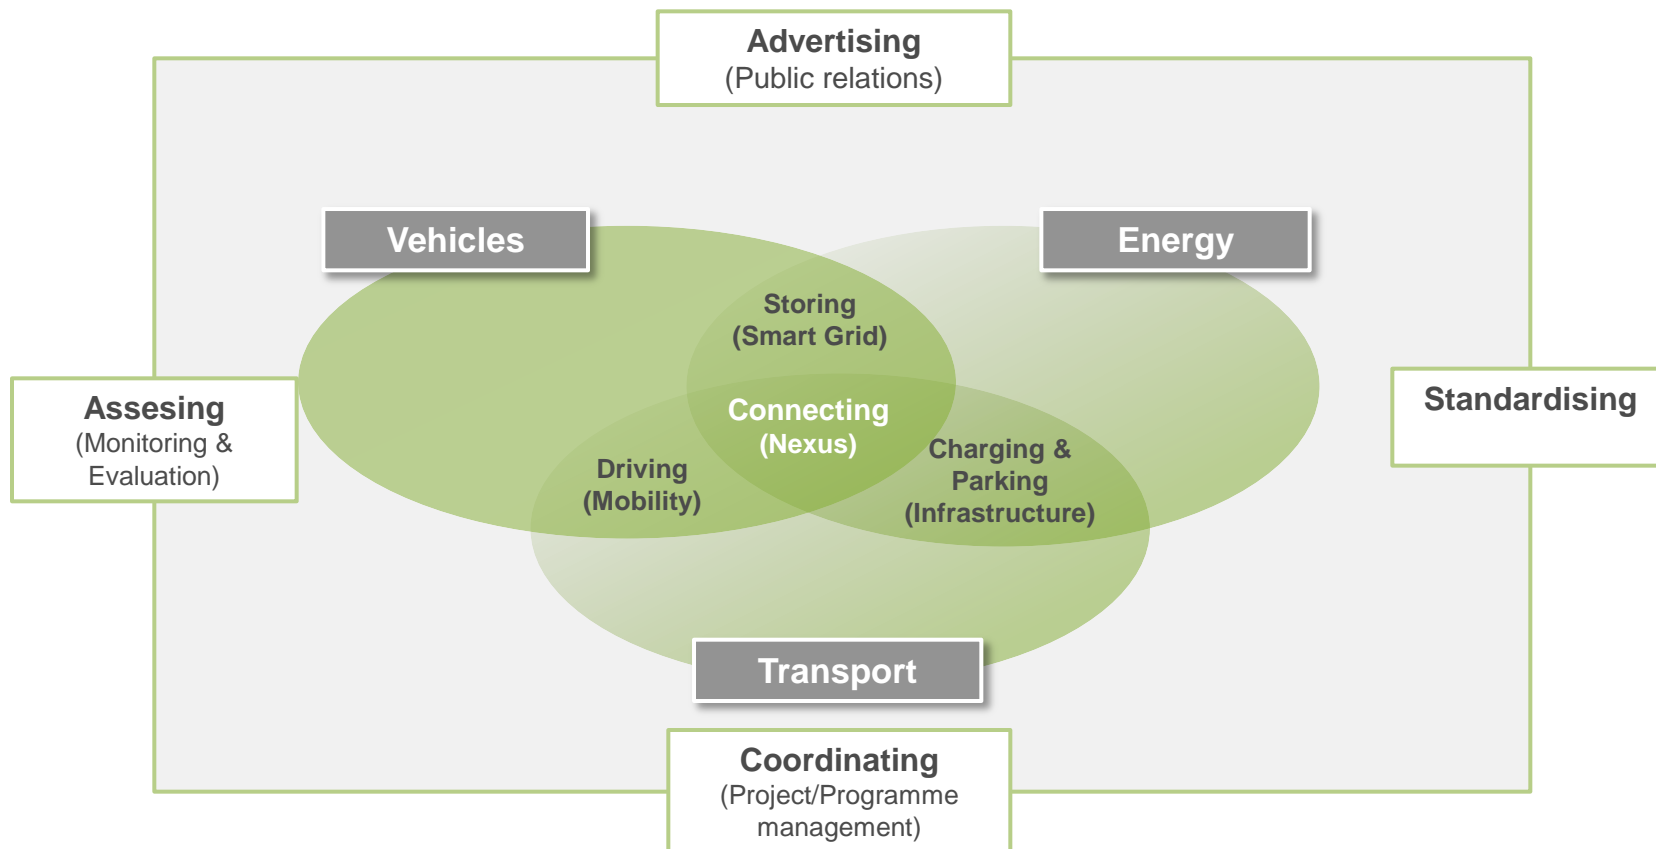 Advertising
(Public relations)
Vehicles
Energy
Storing
(Smart Grid)
Assesing
(Monitoring &
Evaluation)
Connecting
(Nexus)
Standardising
Driving
(Mobility)
Charging &
Parking
(Infrastructure)
Transport
Coordinating
(Project/Programme
management)